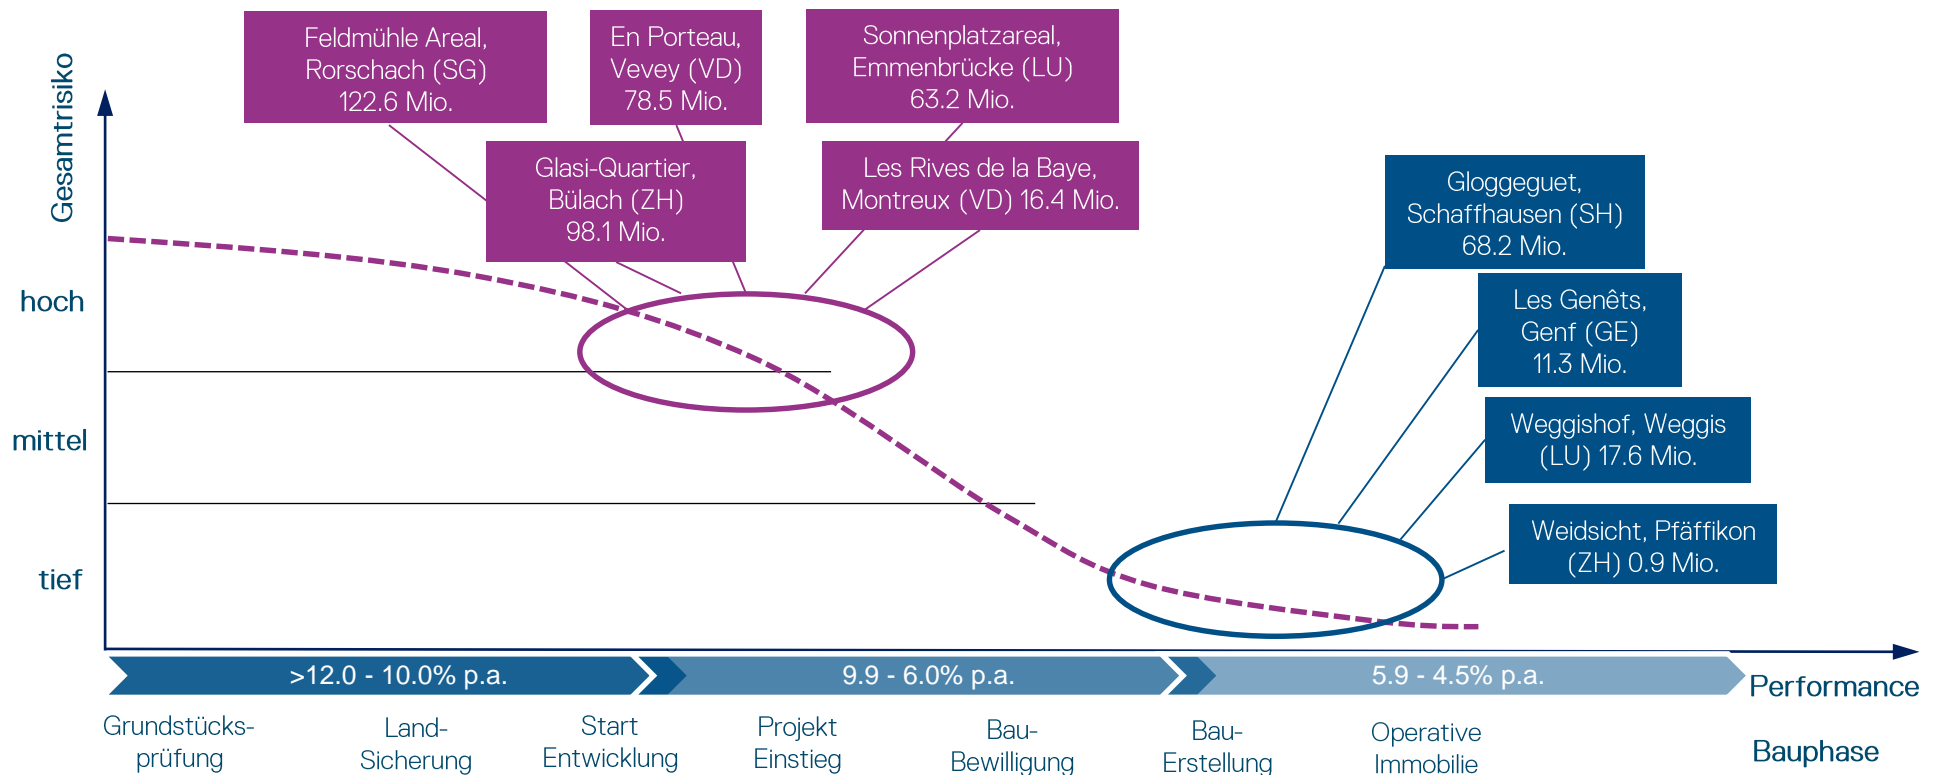 Gesamtrisiko
Feldmühle Areal,
Rorschach (SG)
122.6 Mio.
En Porteau,
Vevey (VD)
78.5 Mio.
Sonnenplatzareal,
Emmenbrücke (LU)
63.2 Mio.
Glasi-Quartier,
Bülach (ZH)
98.1 Mio.
Les Rives de la Baye,
Montreux (VD) 16.4 Mio.
Gloggeguet,
Schaffhausen (SH)
68.2 Mio.
Les Genêts,
Genf (GE)
11.3 Mio.
Weggishof, Weggis
(LU) 17.6 Mio.
Weidsicht, Pfäffikon
(ZH) 0.9 Mio.
hoch
mittel
tief
>12.0 - 10.0% p.a.
9.9 - 6.0% p.a.
5.9 - 4.5% p.a.
Performance
Grundstücks-
prüfung
Land-
Sicherung
Start
Entwicklung
Projekt
Einstieg
Bau-
Bewilligung
Bau-
Erstellung
Operative
Immobilie
Bauphase